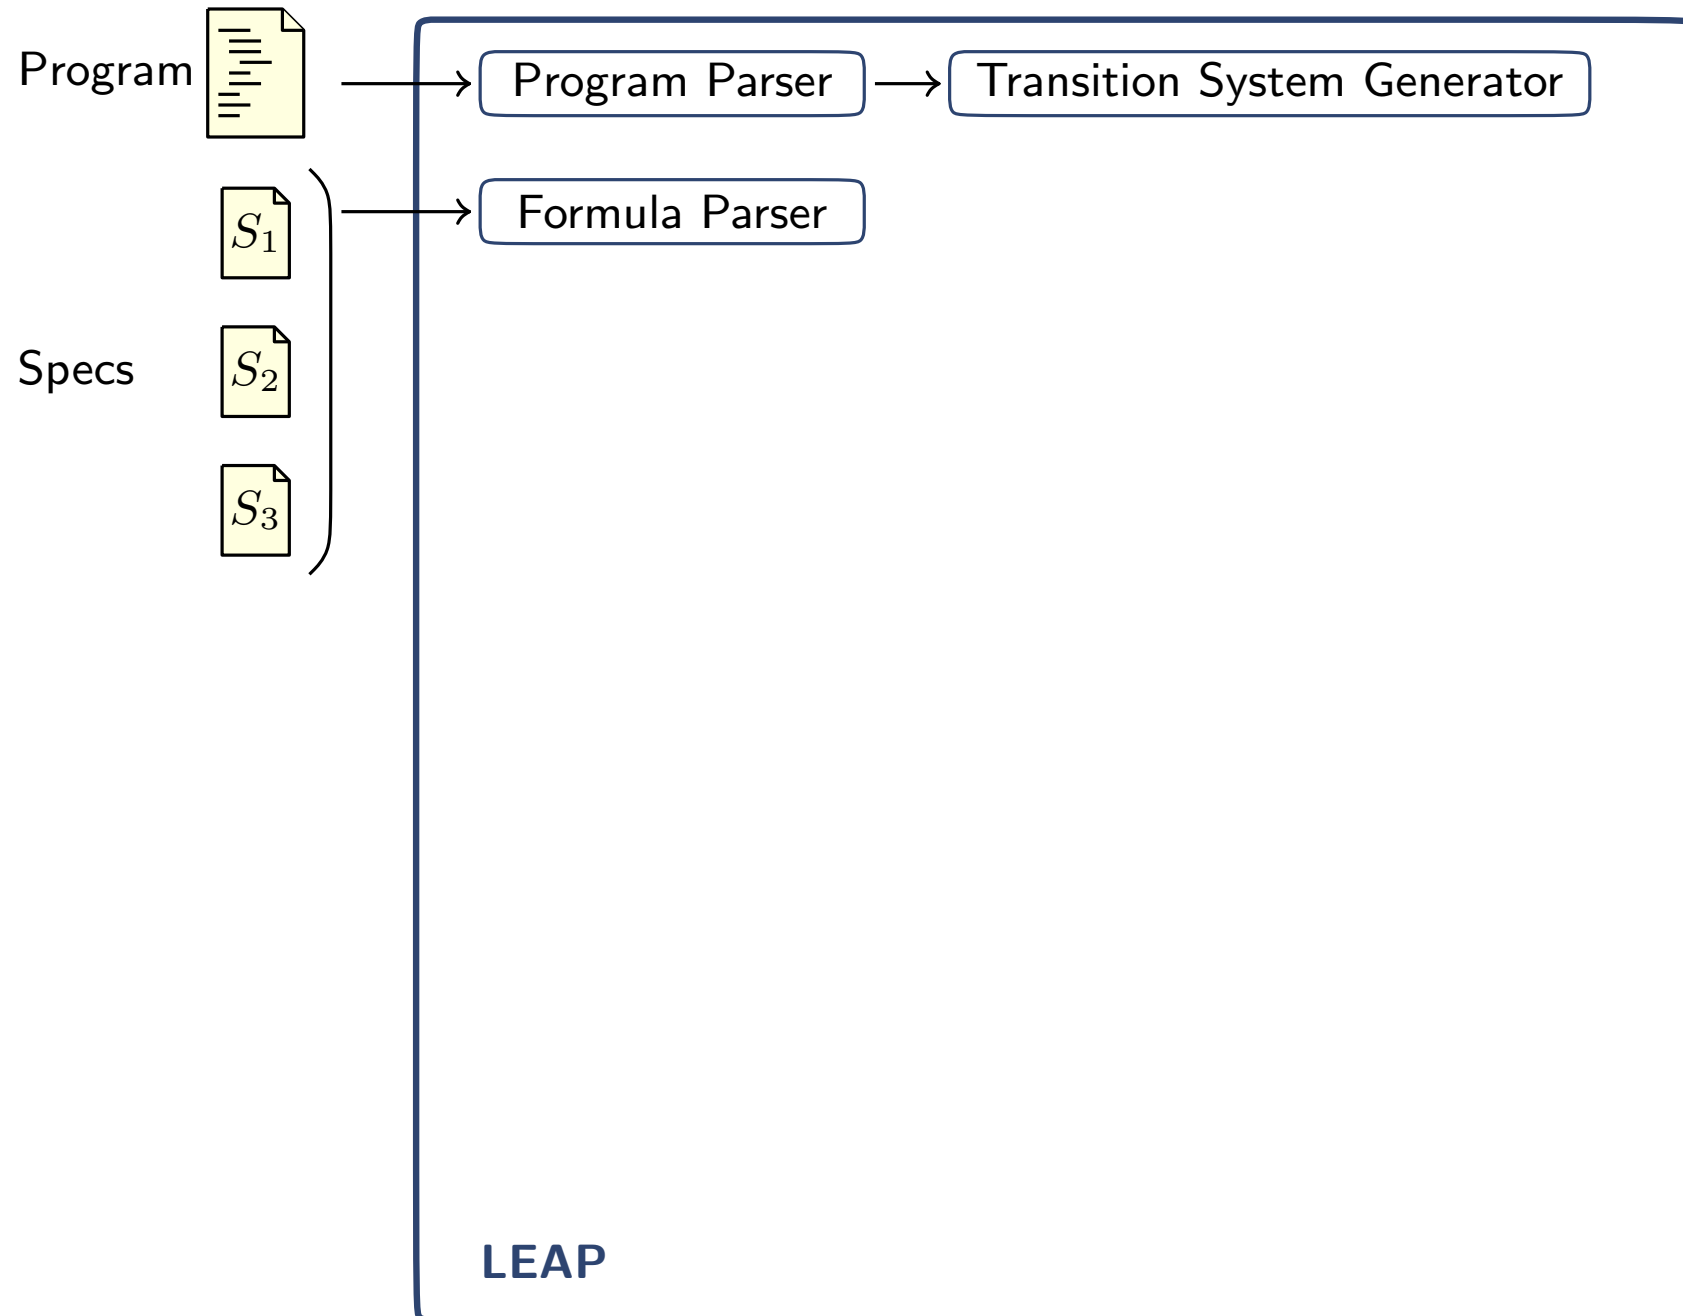 Program
Program Parser
Transition System Generator
Formula Parser
S₁
Specs
S₂
S₃
LEAP